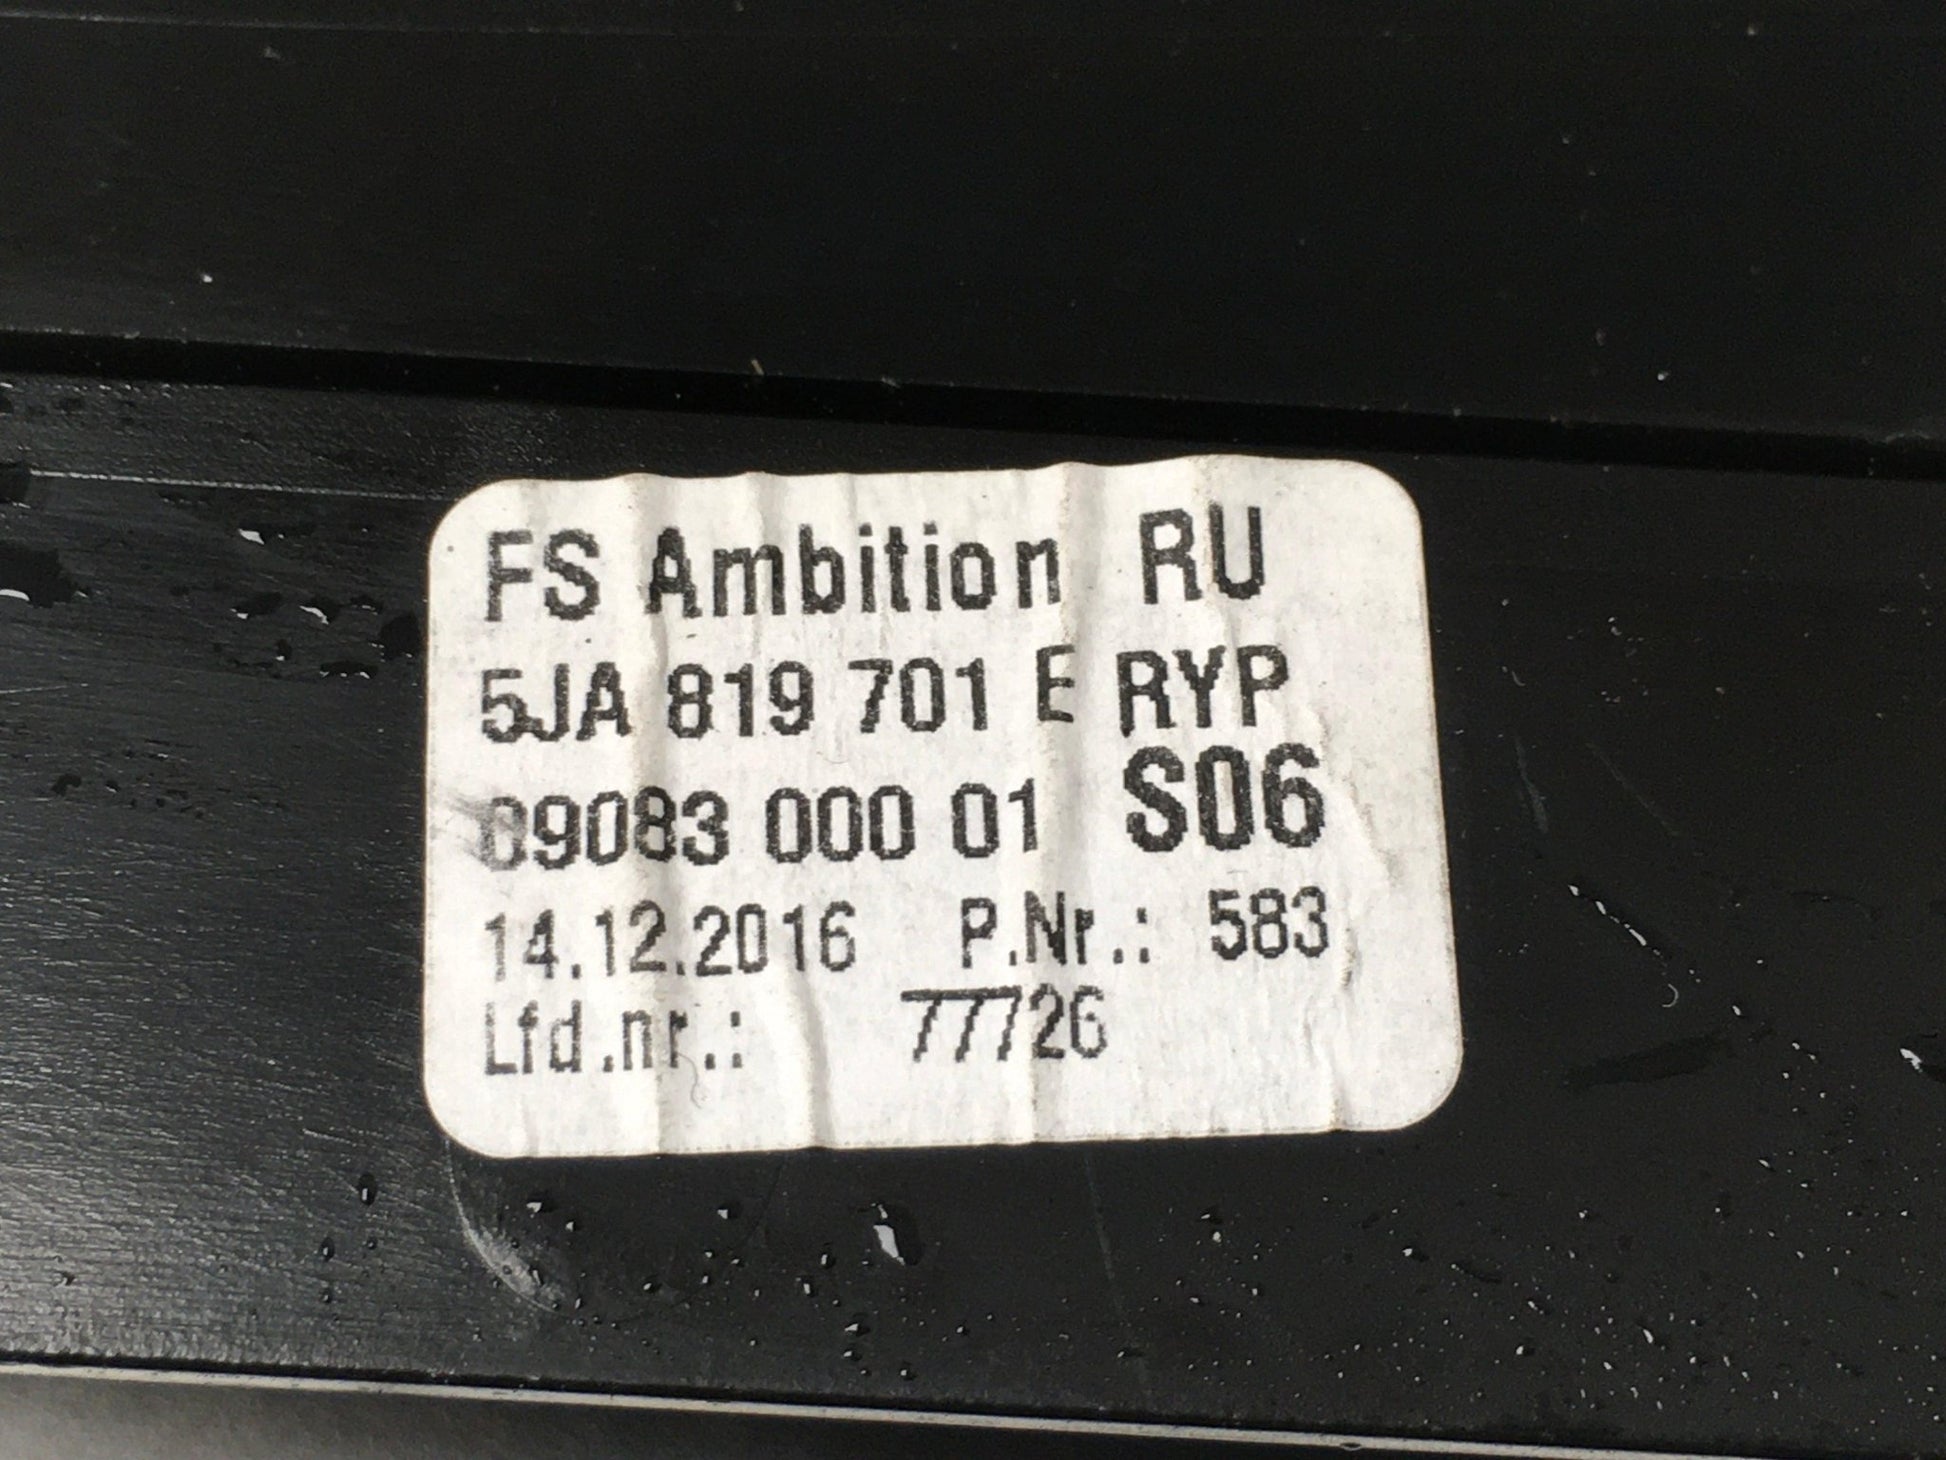 FS Ambition RU
5JA 819 701 E RYP
09083 000 01 S06
14.12.2016 P.Nr.: 583
Lfd.nr.: 77726